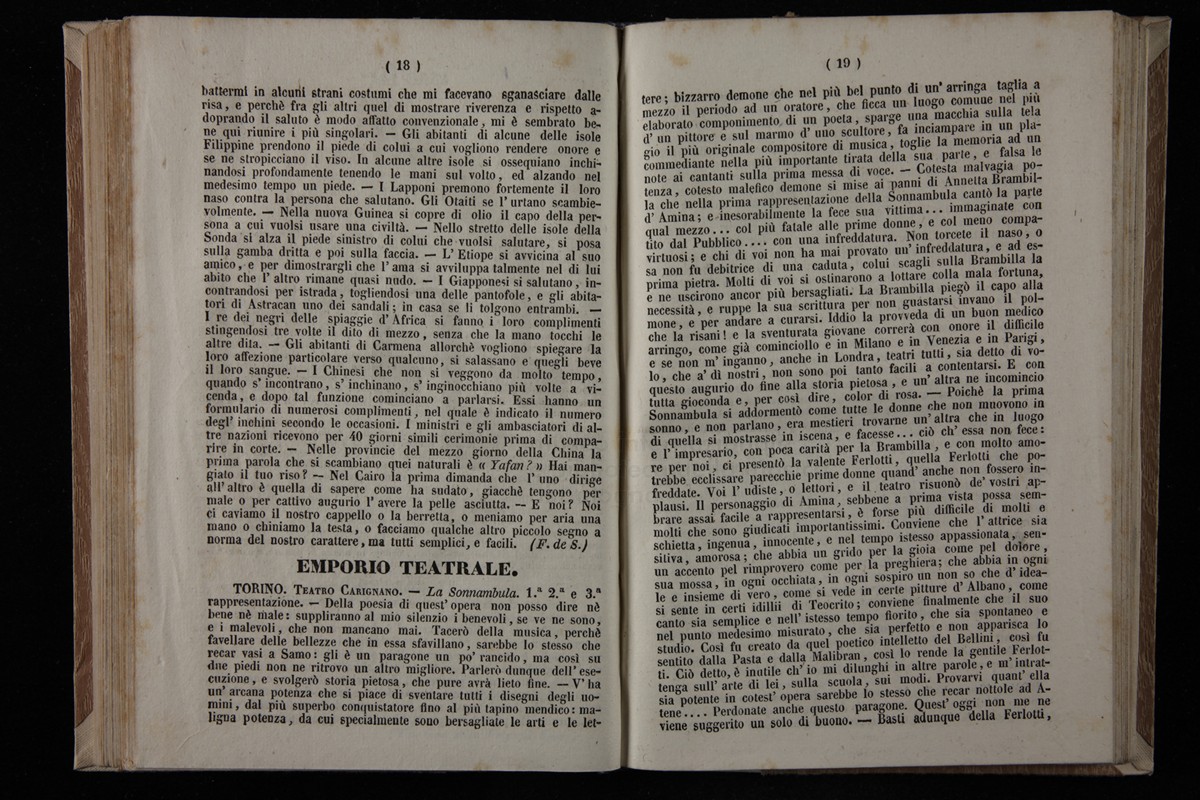 ( 18 )
battermi in alcuni strani costumi che mi facevano sganasciare dalle
risa, e perchè fra gli altri quel di mostrare riverenza e rispetto a-
doprando il saluto è modo affatto convenzionale, mi è sembrato be-
ne qui riunire i più singolari. — Gli abitanti di alcune delle isole
Filippine prendono il piede di colui a cui vogliono rendere onore e
se ne stropicciano il viso. In alcune altre isole si ossequiano inchi-
nandosi profondamente tenendo le mani sul volto, ed alzando nel
medesimo tempo un piede. — I Lapponi premono fortemente il loro
naso contra la persona che salutano. Gli Otaiti se l' urtano scambie-
volmente. — Nella nuova Guinea si copre di olio il capo della per-
sona a cui vuolsi usare una civiltà. — Nello stretto delle isole della
Sonda si alza il piede sinistro di colui che vuolsi salutare, si posa
sulla gamba dritta e poi sulla faccia. — L' Etiope si avvicina al suo
amico, e per dimostrargli che l' ama si avviluppa talmente nel di lui
abito che l' altro rimane quasi nudo. — I Giapponesi si salutano, in-
contrandosi per istrada, togliendosi una delle pantofole, e gli abita-
tori di Astracan uno dei sandali; in casa se li tolgono entrambi. —
I re dei negri delle spiaggie d' Africa si fanno i loro complimenti
stingendosi tre volte il dito di mezzo, senza che la mano tocchi le
altre dita. — Gli abitanti di Carmena allorchè vogliono spiegare la
loro affezione particolare verso qualcuno, si salassano e quegli beve
il loro sangue. — I Chinesi che non si veggono da molto tempo,
quando s' incontrano, s' inchinano, s' inginocchiano più volte a vi-
cenda, e dopo tal funzione cominciano a parlarsi. Essi hanno un
formulario di numerosi complimenti, nel quale è indicato il numero
degl' inchini secondo le occasioni. I ministri e gli ambasciatori di al-
tre nazioni ricevono per 40 giorni simili cerimonie prima di compa-
rire in corte. — Nelle provincie del mezzo giorno della China la
prima parola che si scambiano quei naturali è « Yafan? » Hai man-
giato il tuo riso? — Nel Cairo la prima dimanda che l' uno dirige
all' altro è quella di sapere come ha sudato, giacchè tengono per
male o per cattivo augurio l' avere la pelle asciutta. — E noi? Noi
ci caviamo il nostro cappello o la berretta, o meniamo per aria una
mano o chiniamo la testa, o facciamo qualche altro piccolo segno a
norma del nostro carattere, ma tutti semplici, e facili. (F. de S.)
EMPORIO TEATRALE.
TORINO. TEATRO CARIGNANO. — La Sonnambula. 1.ª 2.ª e 3.ª
rappresentazione. — Della poesia di quest' opera non posso dire nè
bene nè male: suppliranno al mio silenzio i benevoli, se ve ne sono,
e i malevoli, che non mancano mai. Tacerò della musica, perchè
favellare delle bellezze che in essa sfavillano, sarebbe lo stesso che
recar vasi a Samo: gli è un paragone un po' rancido, ma così su
due piedi non ne ritrovo un altro migliore. Parlerò dunque dell' ese-
cuzione, e svolgerò storia pietosa, che pure avrà lieto fine. — V' ha
un' arcana potenza che si piace di sventare tutti i disegni degli uo-
mini, dal più superbo conquistatore fino al più tapino mendico: ma-
ligna potenza, da cui specialmente sono bersagliate le arti e le let-
( 19 )
tere; bizzarro demone che nel più bel punto di un' arringa taglia a
mezzo il periodo ad un oratore, che ficca un luogo comune nel più
elaborato componimento di un poeta, sparge una macchia sulla tela
d' un pittore e sul marmo d' uno scultore, fa inciampare in un pla-
gio il più originale compositore di musica, toglie la memoria ad un
commediante nella più importante tirata della sua parte, e falsa le
note ai cantanti sulla prima messa di voce. — Cotesta malvagia po-
tenza, cotesto malefico demone si mise ai panni di Annetta Brambil-
la che nella prima rappresentazione della Sonnambula cantò la parte
d' Amina; e inesorabilmente la fece sua vittima... immaginate con
qual mezzo... col più fatale alle prime donne, e col meno compa-
tito dal Pubblico.... con una infreddatura. Non torcete il naso, o
virtuosi; e chi di voi non ha mai provato un' infreddatura, e ad es-
sa non fu debitrice di una caduta, colui scagli sulla Brambilla la
prima pietra. Molti di voi si ostinarono a lottare colla mala fortuna,
e ne uscirono ancor più bersagliati. La Brambilla piegò il capo alla
necessità, e ruppe la sua scrittura per non guastarsi invano il pol-
mone, e per andare a curarsi. Iddio la provveda di un buon medico
che la risani! e la sventurata giovane correrà con onore il difficile
arringo, come già cominciollo e in Milano e in Venezia e in Parigi,
e se non m' inganno, anche in Londra, teatri tutti, sia detto di vo-
lo, che a' dì nostri, non sono poi tanto facili a contentarsi. E con
questo augurio do fine alla storia pietosa, e un' altra ne incomincio
tutta gioconda e, per così dire, color di rosa. — Poichè la prima
Sonnambula si addormentò come tutte le donne che non muovono in
sonno, e non parlano, era mestieri trovarne un' altra che in luogo
di quella si mostrasse in iscena, e facesse... ciò ch' essa non fece:
e l' impresario, con poca carità per la Brambilla, e con molto amo-
re per noi, ci presentò la valente Ferlotti, quella Ferlotti che po-
trebbe ecclissare parecchie prime donne quand' anche non fossero in-
freddate. Voi l' udiste, o lettori, e il teatro risuonò de' vostri ap-
plausi. Il personaggio di Amina, sebbene a prima vista possa sem-
brare assai facile a rappresentarsi, è forse più difficile di molti e
molti che sono giudicati importantissimi. Conviene che l' attrice sia
schietta, ingenua, innocente, e nel tempo istesso appassionata, sen-
sitiva, amorosa; che abbia un grido per la gioia come pel dolore,
un accento pel rimprovero come per la preghiera; che abbia in ogni
sua mossa, in ogni occhiata, in ogni sospiro un non so che d' idea-
le e insieme di vero, come si vede in certe pitture d' Albano, come
si sente in certi idillii di Teocrito; conviene finalmente che il suo
canto sia semplice e nell' istesso tempo fiorito, che sia spontaneo e
nel punto medesimo misurato, che sia perfetto e non apparisca lo
studio. Così fu creato da quel poetico intelletto del Bellini, così fu
sentito dalla Pasta e dalla Malibran, così lo rende la gentile Ferlot-
ti. Ciò detto, è inutile ch' io mi dilunghi in altre parole, e m' intrat-
tenga sull' arte di lei, sulla scuola, sui modi. Provarvi quant' ella
sia potente in cotest' opera sarebbe lo stesso che recar nottole ad A-
tene.... Perdonate anche questo paragone. Quest' oggi non me ne
viene suggerito un solo di buono. — Basti adunque della Ferlotti,